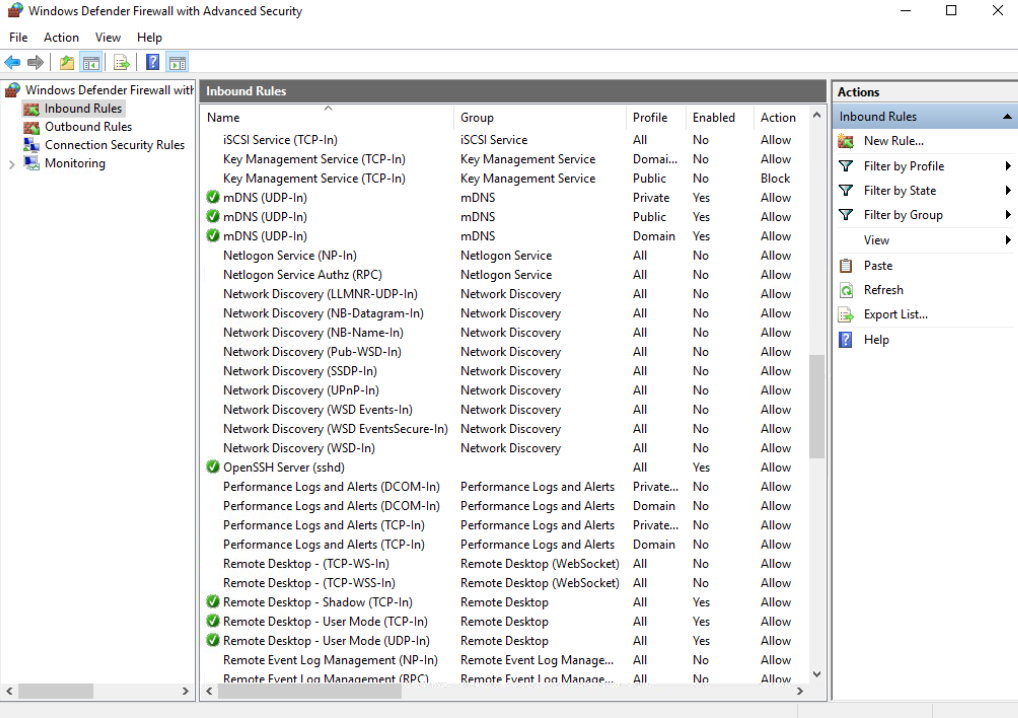 Windows Defender Firewall with Advanced Security
File Action View Help
Windows Defender Firewall with
Inbound Rules
Outbound Rules
Connection Security Rules
Monitoring
Inbound Rules
Name Group Profile Enabled Action
iSCSI Service (TCP-In) iSCSI Service All No Allow
Key Management Service (TCP-In) Key Management Service Domai... No Allow
Key Management Service (TCP-In) Key Management Service Public No Block
mDNS (UDP-In) mDNS Private Yes Allow
mDNS (UDP-In) mDNS Public Yes Allow
mDNS (UDP-In) mDNS Domain Yes Allow
Netlogon Service (NP-In) Netlogon Service All No Allow
Netlogon Service Authz (RPC) Netlogon Service All No Allow
Network Discovery (LLMNR-UDP-In) Network Discovery All No Allow
Network Discovery (NB-Datagram-In) Network Discovery All No Allow
Network Discovery (NB-Name-In) Network Discovery All No Allow
Network Discovery (Pub-WSD-In) Network Discovery All No Allow
Network Discovery (SSDP-In) Network Discovery All No Allow
Network Discovery (UPnP-In) Network Discovery All No Allow
Network Discovery (WSD Events-In) Network Discovery All No Allow
Network Discovery (WSD EventsSecure-In) Network Discovery All No Allow
Network Discovery (WSD-In) Network Discovery All No Allow
OpenSSH Server (sshd) All Yes Allow
Performance Logs and Alerts (DCOM-In) Performance Logs and Alerts Private... No Allow
Performance Logs and Alerts (DCOM-In) Performance Logs and Alerts Domain No Allow
Performance Logs and Alerts (TCP-In) Performance Logs and Alerts Private... No Allow
Performance Logs and Alerts (TCP-In) Performance Logs and Alerts Domain No Allow
Remote Desktop - (TCP-WS-In) Remote Desktop (WebSocket) All No Allow
Remote Desktop - (TCP-WSS-In) Remote Desktop (WebSocket) All No Allow
Remote Desktop - Shadow (TCP-In) Remote Desktop All Yes Allow
Remote Desktop - User Mode (TCP-In) Remote Desktop All Yes Allow
Remote Desktop - User Mode (UDP-In) Remote Desktop All Yes Allow
Remote Event Log Management (NP-In) Remote Event Log Manage... All No Allow
Remote Event Log Management (RPC) Remote Event Log Manage... All No Allow
Actions
Inbound Rules
New Rule...
Filter by Profile
Filter by State
Filter by Group
View
Paste
Refresh
Export List...
Help